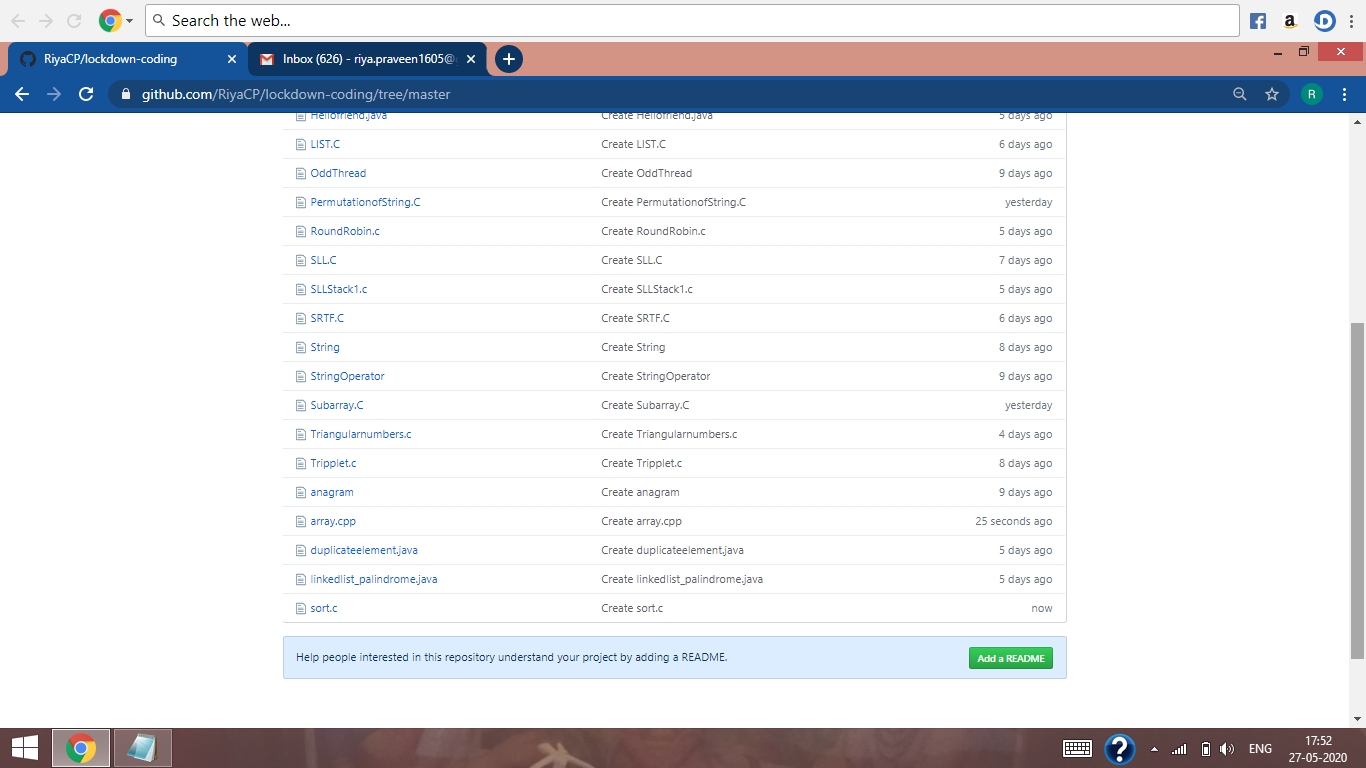 Search the web...
RiyaCP/lockdown-coding
Inbox (626) - riya.praveen1605@
github.com/RiyaCP/lockdown-coding/tree/master
R
Hellofriend.java Create Hellofriend.java 5 days ago
LIST.C Create LIST.C 6 days ago
OddThread Create OddThread 9 days ago
PermutationofString.C Create PermutationofString.C yesterday
RoundRobin.c Create RoundRobin.c 5 days ago
SLL.C Create SLL.C 7 days ago
SLLStack1.c Create SLLStack1.c 5 days ago
SRTF.C Create SRTF.C 6 days ago
String Create String 8 days ago
StringOperator Create StringOperator 9 days ago
Subarray.C Create Subarray.C yesterday
Triangularnumbers.c Create Triangularnumbers.c 4 days ago
Tripplet.c Create Tripplet.c 8 days ago
anagram Create anagram 9 days ago
array.cpp Create array.cpp 25 seconds ago
duplicateelement.java Create duplicateelement.java 5 days ago
linkedlist_palindrome.java Create linkedlist_palindrome.java 5 days ago
sort.c Create sort.c now
Help people interested in this repository understand your project by adding a README. Add a README
ENG
17:52
27-05-2020